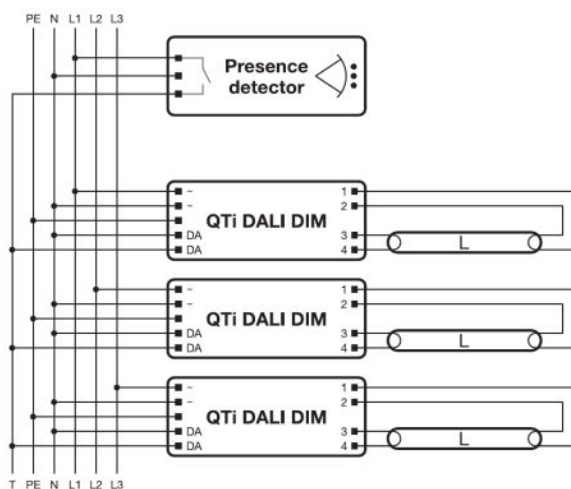 PE N L1 L2 L3
Presence
detector
~ 1
~ 2
QTi DALI DIM
DA 3 L
DA 4
~ 1
~ 2
QTi DALI DIM
DA 3 L
DA 4
~ 1
~ 2
QTi DALI DIM
DA 3 L
DA 4
T PE N L1 L2 L3